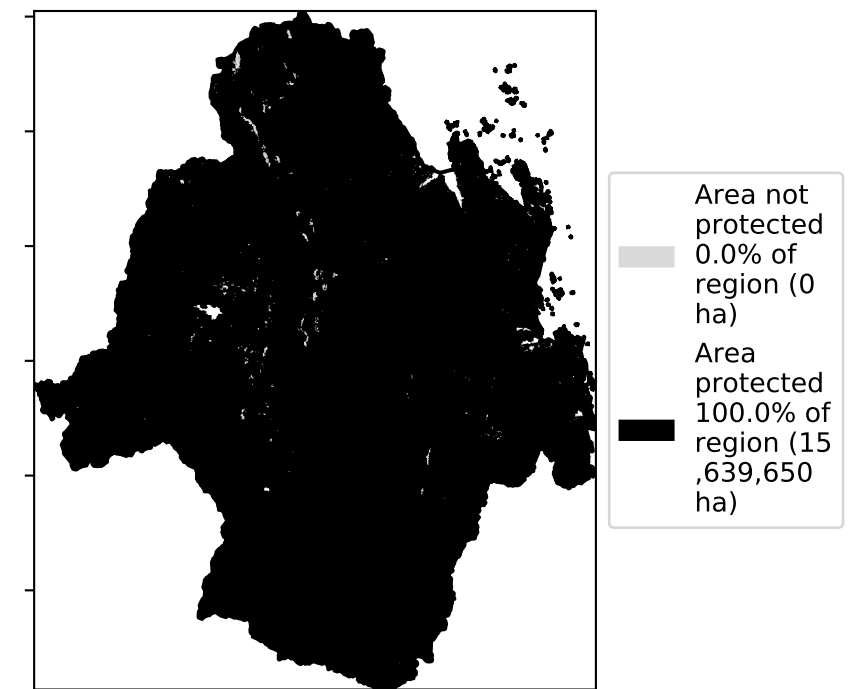 Area not
protected
0.0% of
region (0
ha)
Area
protected
100.0% of
region (15
,639,650
ha)